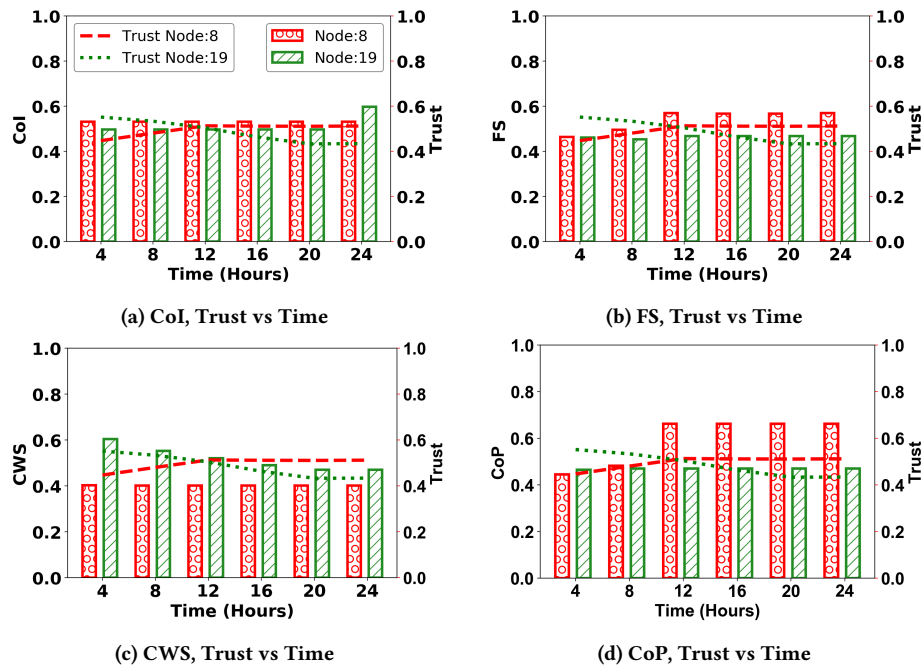 1.0
0.8
0.6
0.4
0.2
0.0
CoI
Trust Node:8
Trust Node:19
Node:8
Node:19
1.0
0.8
0.6
0.4
0.2
0.0
Trust
4 8 12 16 20 24
Time (Hours)
(a) CoI, Trust vs Time
1.0
0.8
0.6
0.4
0.2
0.0
FS
1.0
0.8
0.6
0.4
0.2
0.0
Trust
4 8 12 16 20 24
Time (Hours)
(b) FS, Trust vs Time
1.0
0.8
0.6
0.4
0.2
0.0
CWS
1.0
0.8
0.6
0.4
0.2
0.0
Trust
4 8 12 16 20 24
Time (Hours)
(c) CWS, Trust vs Time
1.0
0.8
0.6
0.4
0.2
0.0
CoP
1.0
0.8
0.6
0.4
0.2
0.0
Trust
4 8 12 16 20 24
Time (Hours)
(d) CoP, Trust vs Time